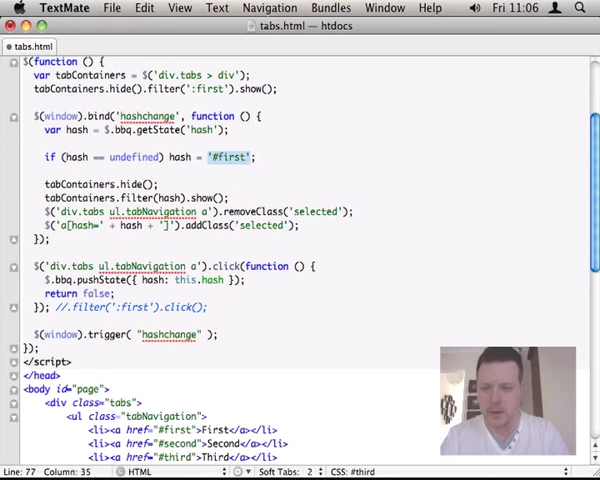 TextMate File Edit View Text Navigation Bundles Window Help Fri 11:06
tabs.html — htdocs
tabs.html
$(function () {
var tabContainers = $('div.tabs > div');
tabContainers.hide().filter(':first').show();
$(window).bind('hashchange', function () {
var hash = $.bbq.getState('hash');
if (hash == undefined) hash = '#first';
tabContainers.hide();
tabContainers.filter(hash).show();
$('div.tabs ul.tabNavigation a').removeClass('selected');
$('a[hash=' + hash + ']').addClass('selected');
});
$('div.tabs ul.tabNavigation a').click(function () {
$.bbq.pushState({ hash: this.hash });
return false;
}); //.filter(':first').click();
$(window).trigger( "hashchange" );
});
</script>
</head>
<body id="page">
<div class="tabs">
<ul class="tabNavigation">
<li><a href="#first">First</a></li>
<li><a href="#second">Second</a></li>
<li><a href="#third">Third</a></li>
Line: 77 Column: 35 HTML Soft Tabs: 2 CSS: #third